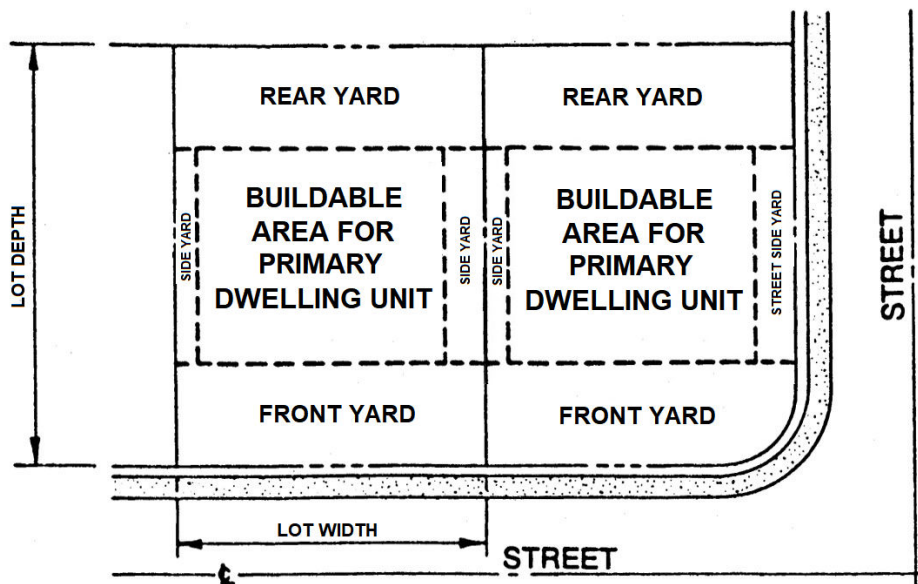 REAR YARD
REAR YARD
LOT DEPTH
SIDE YARD
BUILDABLE
AREA FOR
PRIMARY
DWELLING UNIT
SIDE YARD
SIDE YARD
BUILDABLE
AREA FOR
PRIMARY
DWELLING UNIT
STREET SIDE YARD
STREET
FRONT YARD
FRONT YARD
LOT WIDTH
STREET
℄